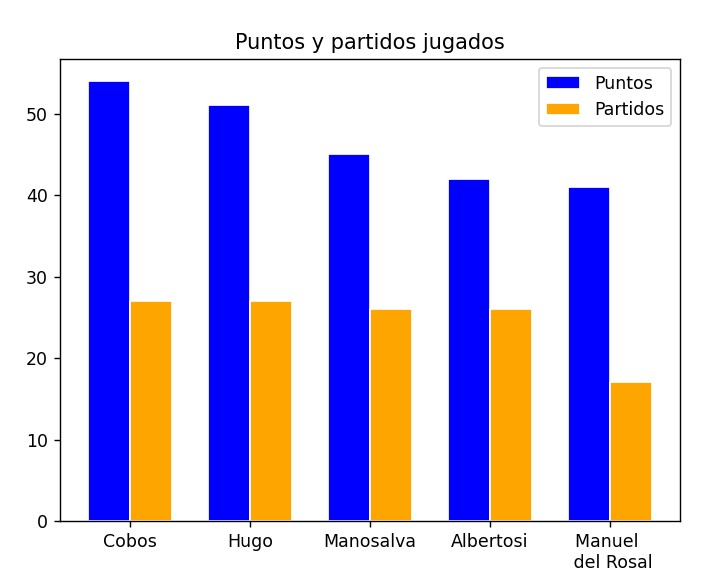 Puntos y partidos jugados
Puntos
Partidos
50
40
30
20
10
0
Cobos
Hugo
Manosalva
Albertosi
Manuel
del Rosal